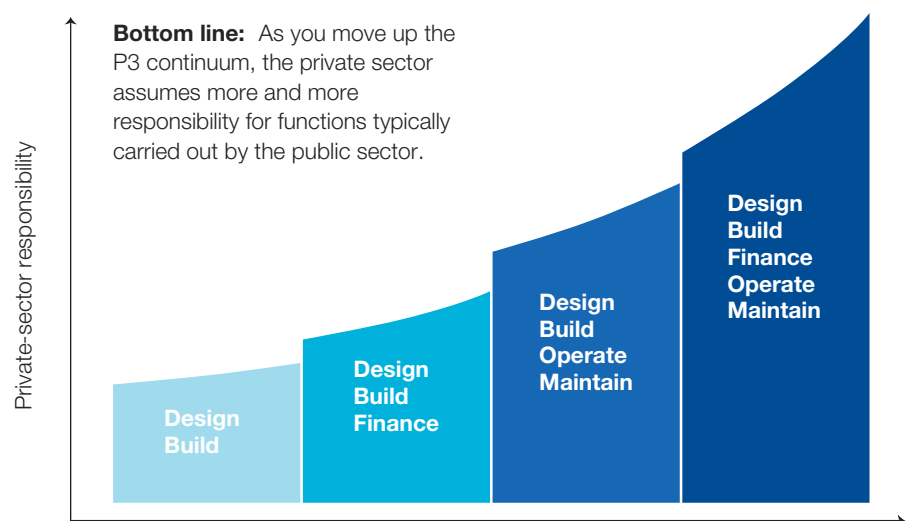 Bottom line: As you move up the
P3 continuum, the private sector
assumes more and more
responsibility for functions typically
carried out by the public sector.
Private-sector responsibility
Design
Build
Design
Build
Finance
Design
Build
Operate
Maintain
Design
Build
Finance
Operate
Maintain